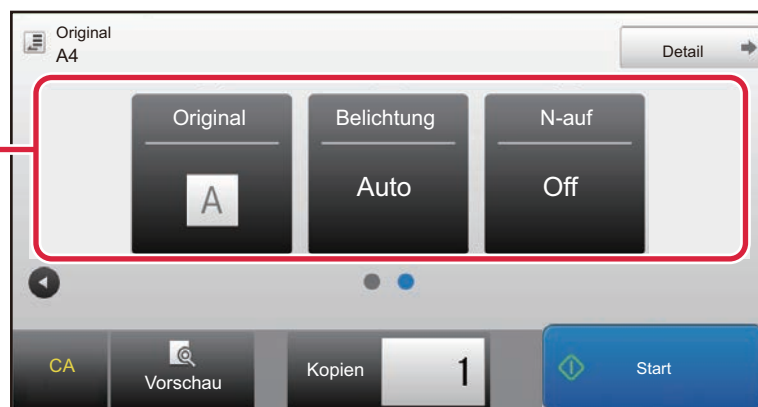 Original
A4
Detail
Original
Belichtung
N-auf
A
Auto
Off
CA
Vorschau
Kopien
1
Start